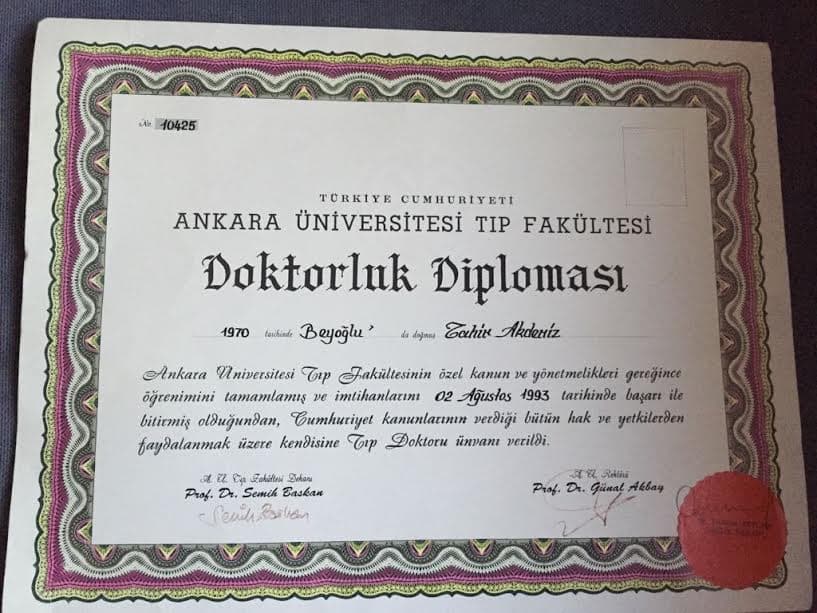 No. 10425
TÜRKİYE CUMHURİYETİ
ANKARA ÜNİVERSİTESİ TIP FAKÜLTESİ
Doktorluk Diploması
1970 tarihinde Beyoğlu' da doğmuş Tahir Akdeniz
Ankara Üniversitesi Tıp Fakültesinin özel kanun ve yönetmelikleri gereğince
öğrenimini tamamlamış ve imtihanlarını 02 Ağustos 1993 tarihinde başarı ile
bitirmiş olduğundan, Cumhuriyet kanunlarının verdiği bütün hak ve yetkilerden
faydalanmak üzere kendisine Tıp Doktoru ünvanı verildi.
A. Ü. Tıp Fakültesi Dekanı
Prof. Dr. Semih Baskan
Semih Baskan
A. Ü. Rektörü
Prof. Dr. Günal Akbay